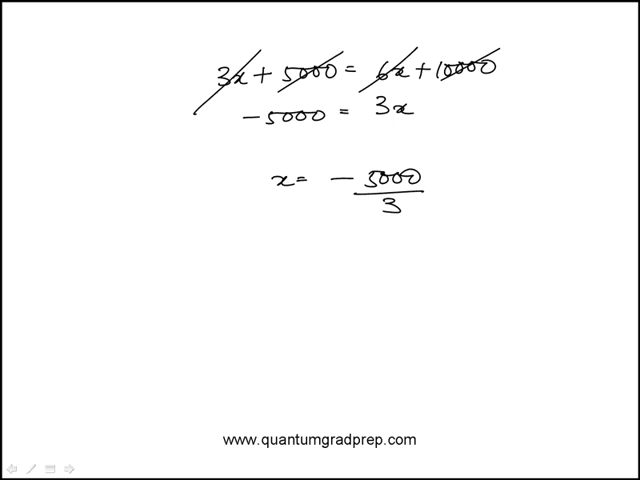 3x + 5000 = 6x + 10000
- 5000 = 3x
x = - 5000/3
www.quantumgradprep.com